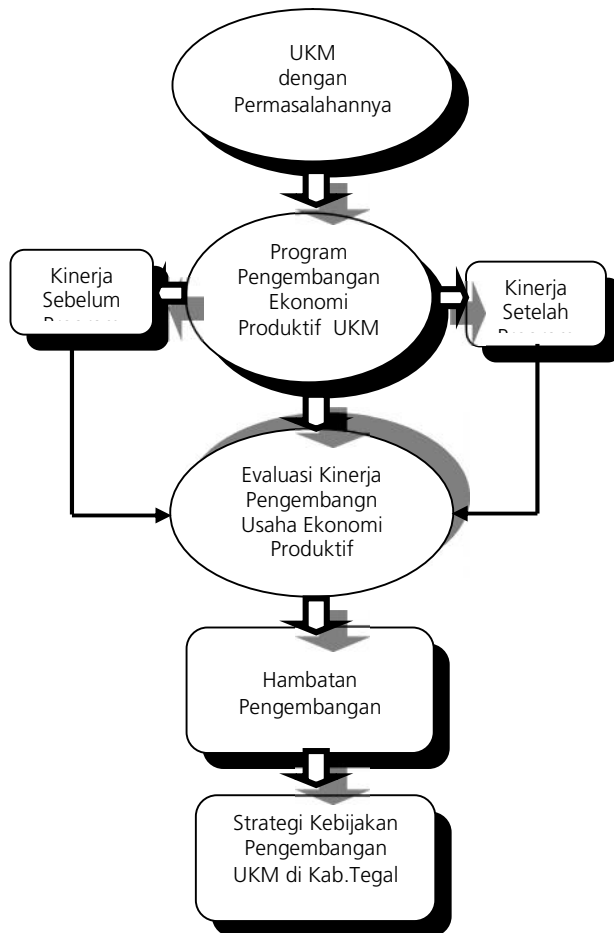 UKM
dengan
Permasalahannya
Program
Pengembangan
Ekonomi
Produktif UKM
Kinerja
Sebelum
Kinerja
Setelah
Evaluasi Kinerja
Pengembangn
Usaha Ekonomi
Produktif
Hambatan
Pengembangan
Strategi Kebijakan
Pengembangan
UKM di Kab.Tegal